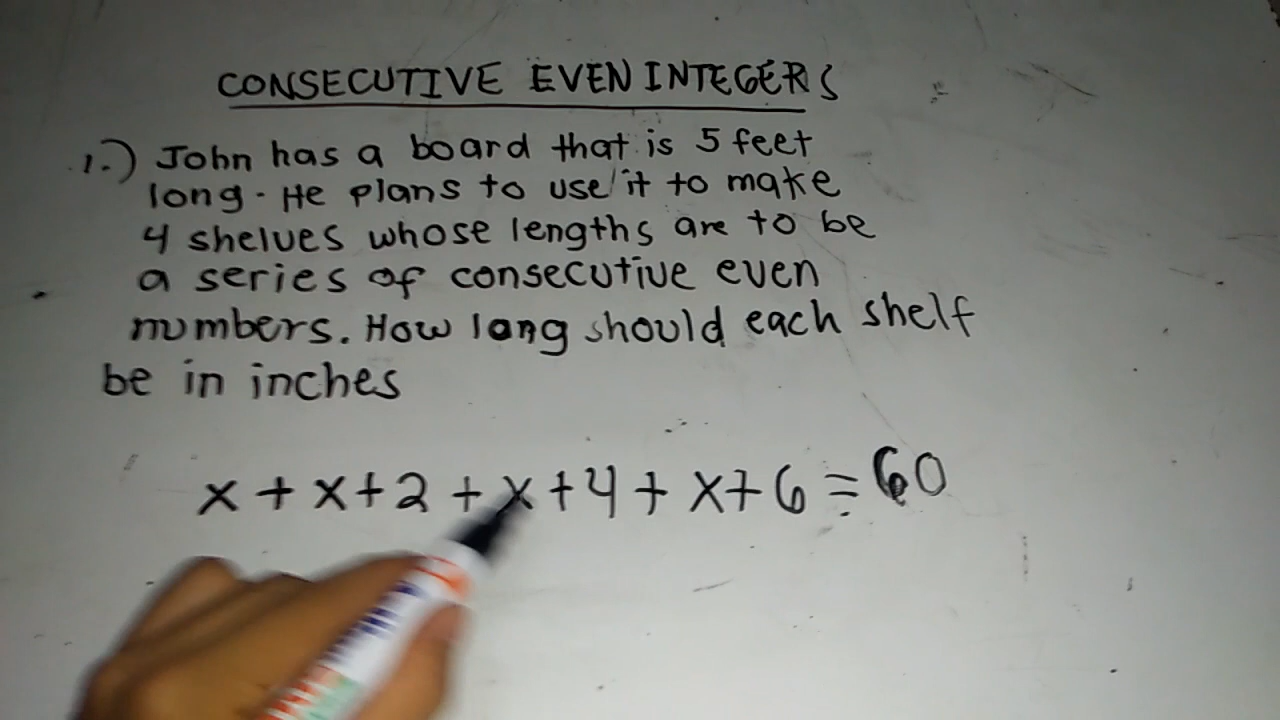 CONSECUTIVE EVEN INTEGERS
1.) John has a board that is 5 feet
long. He plans to use it to make
4 shelves whose lengths are to be
a series of consecutive even
numbers. How long should each shelf
be in inches
x + x + 2 + x + 4 + x + 6 = 60